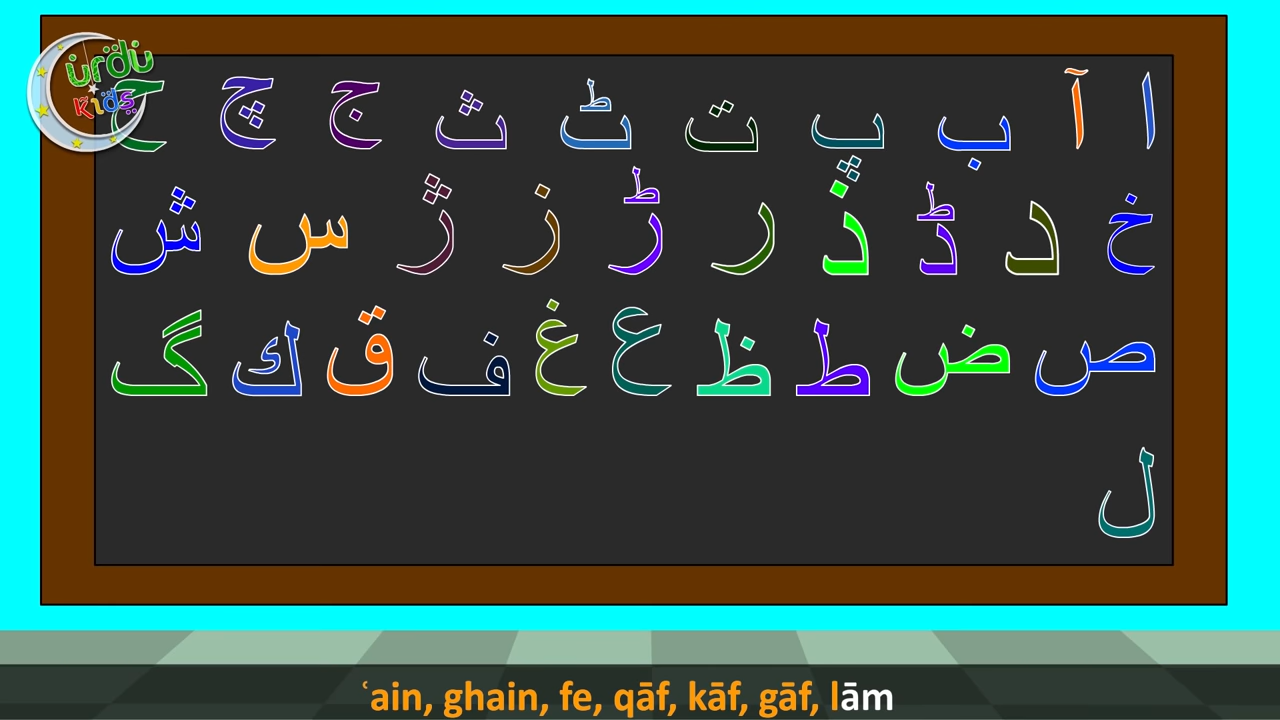 Urdu Kids
ا آ ب پ ت ٹ ث ج چ ح
خ د ڈ ذ ر ڑ ز ژ س ش
ص ض ط ظ ع غ ف ق ك گ
ل
ʿain, ghain, fe, qāf, kāf, gāf, lām